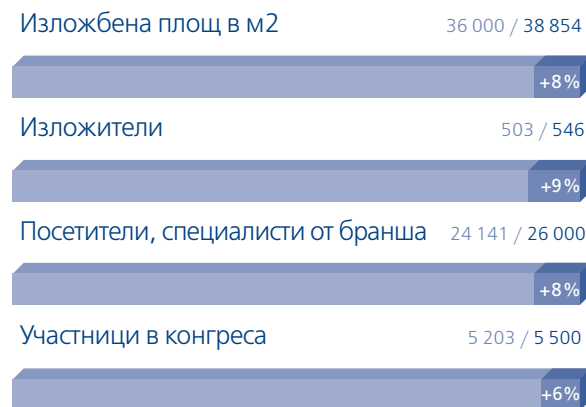 Изложбена площ в м2 36 000 / 38 854
+8%
Изложители 503 / 546
+9%
Посетители, специалисти от бранша 24 141 / 26 000
+8%
Участници в конгреса 5 203 / 5 500
+6%